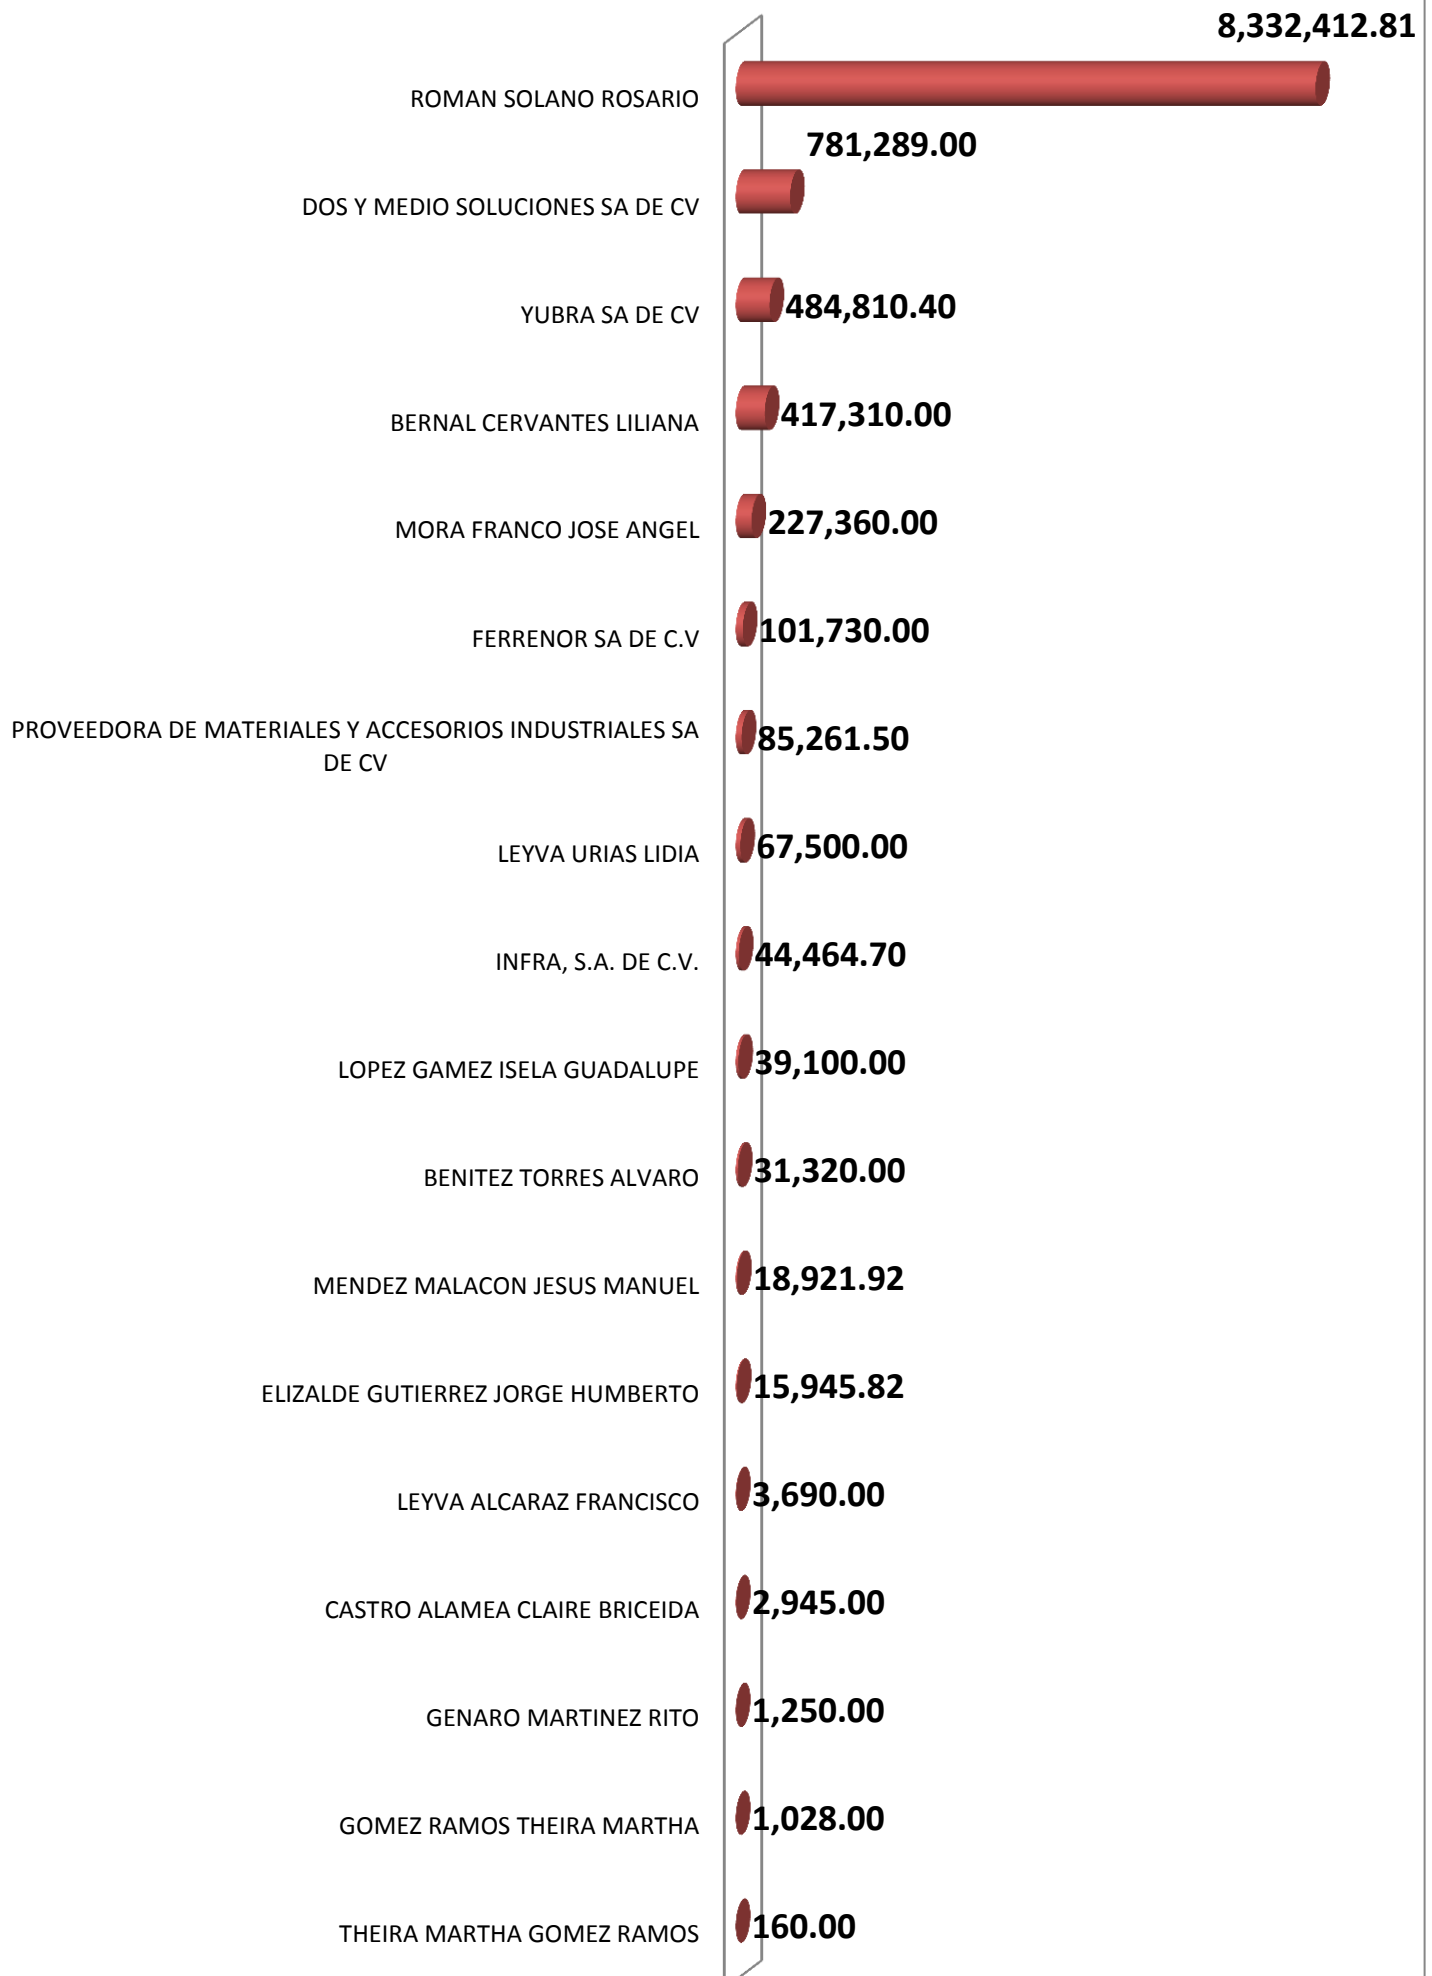 8,332,412.81
ROMAN SOLANO ROSARIO
781,289.00
DOS Y MEDIO SOLUCIONES SA DE CV
YUBRA SA DE CV
484,810.40
BERNAL CERVANTES LILIANA
417,310.00
MORA FRANCO JOSE ANGEL
227,360.00
FERRENOR SA DE C.V
101,730.00
PROVEEDORA DE MATERIALES Y ACCESORIOS INDUSTRIALES SA
DE CV
85,261.50
LEYVA URIAS LIDIA
67,500.00
INFRA, S.A. DE C.V.
44,464.70
LOPEZ GAMEZ ISELA GUADALUPE
39,100.00
BENITEZ TORRES ALVARO
31,320.00
MENDEZ MALACON JESUS MANUEL
18,921.92
ELIZALDE GUTIERREZ JORGE HUMBERTO
15,945.82
LEYVA ALCARAZ FRANCISCO
3,690.00
CASTRO ALAMEA CLAIRE BRICEIDA
2,945.00
GENARO MARTINEZ RITO
1,250.00
GOMEZ RAMOS THEIRA MARTHA
1,028.00
THEIRA MARTHA GOMEZ RAMOS
160.00